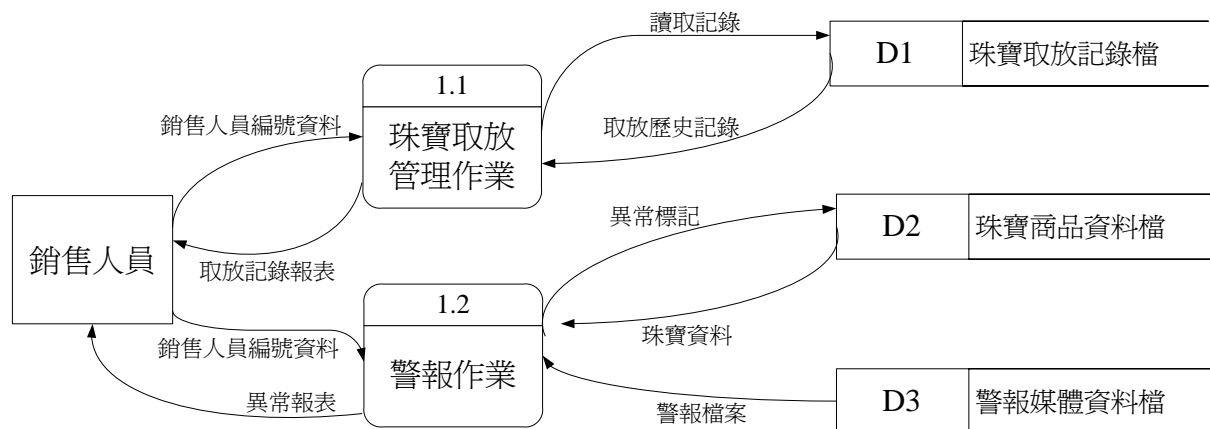 讀取記錄
D1 珠寶取放記錄檔
1.1
銷售人員編號資料
珠寶取放
管理作業
取放歷史記錄
異常標記
D2 珠寶商品資料檔
銷售人員
取放記錄報表
1.2
珠寶資料
銷售人員編號資料
警報作業
異常報表
警報檔案
D3 警報媒體資料檔